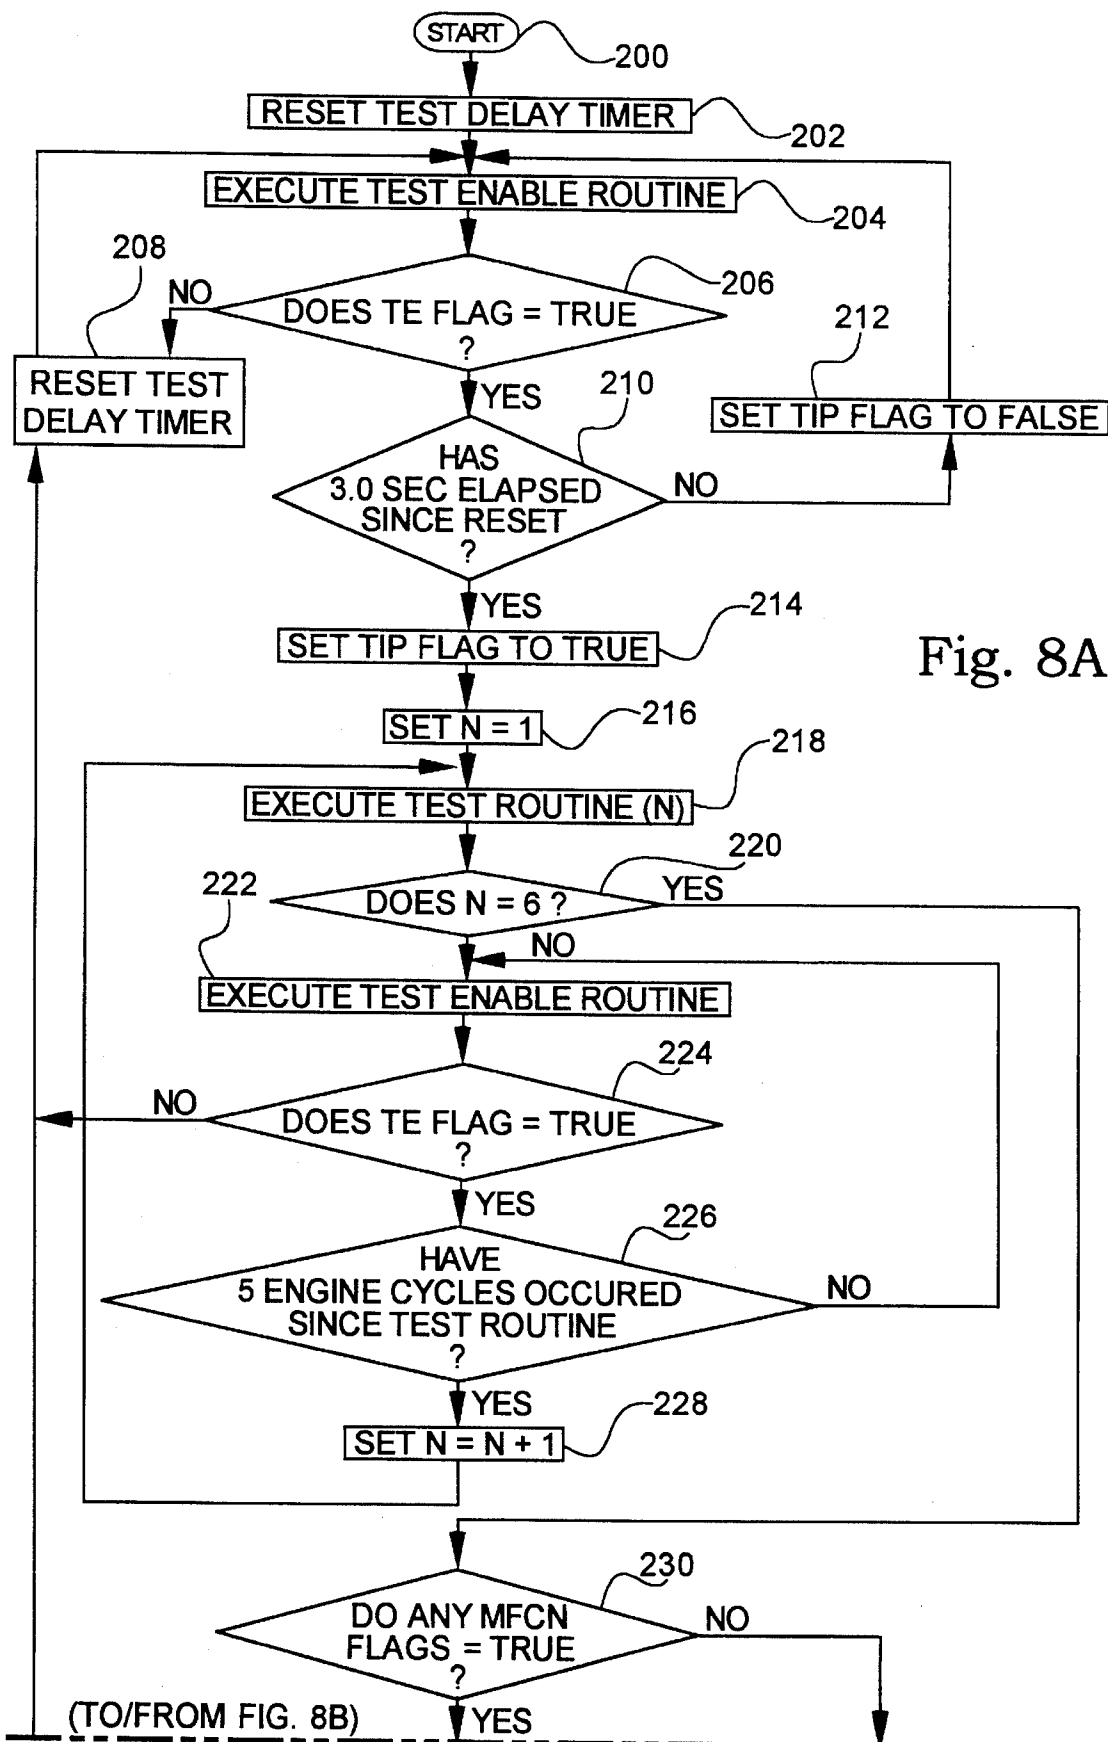 START
200
RESET TEST DELAY TIMER
202
EXECUTE TEST ENABLE ROUTINE
204
208
NO
DOES TE FLAG = TRUE
?
206
212
RESET TEST
DELAY TIMER
YES
210
SET TIP FLAG TO FALSE
HAS
3.0 SEC ELAPSED
SINCE RESET
?
NO
YES
214
SET TIP FLAG TO TRUE
Fig. 8A
SET N = 1
216
218
EXECUTE TEST ROUTINE (N)
220
222
DOES N = 6 ?
YES
NO
EXECUTE TEST ENABLE ROUTINE
224
NO
DOES TE FLAG = TRUE
?
YES
226
HAVE
5 ENGINE CYCLES OCCURED
SINCE TEST ROUTINE
?
NO
YES
228
SET N = N + 1
230
DO ANY MFCN
FLAGS = TRUE
?
NO
(TO/FROM FIG. 8B)
YES